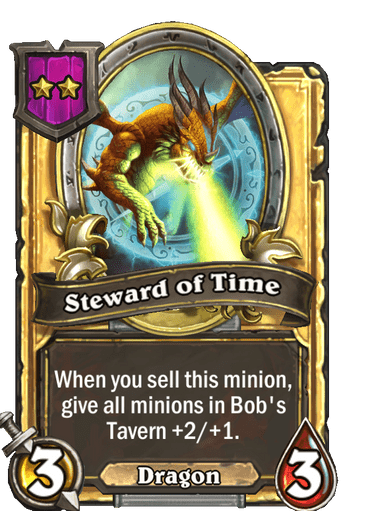 Steward of Time
When you sell this minion,
give all minions in Bob's
Tavern +2/+1.
3
Dragon
3